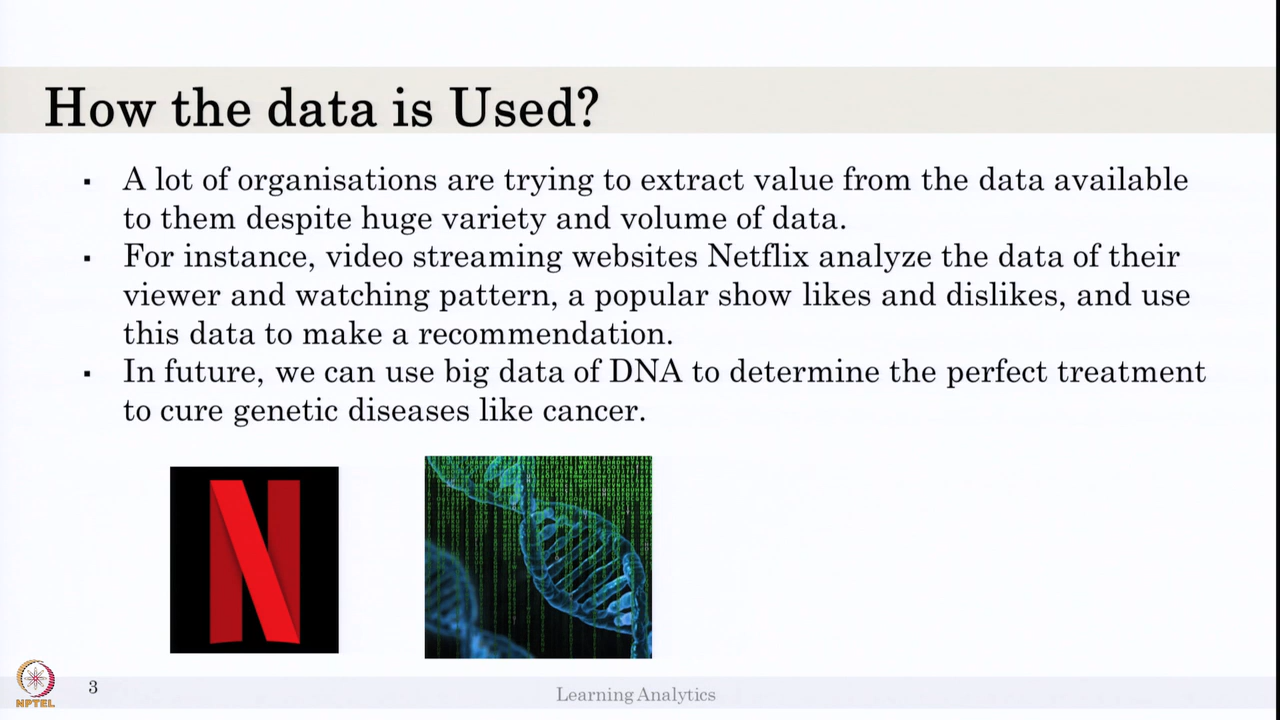 How the data is Used?
▪ A lot of organisations are trying to extract value from the data available
to them despite huge variety and volume of data.
▪ For instance, video streaming websites Netflix analyze the data of their
viewer and watching pattern, a popular show likes and dislikes, and use
this data to make a recommendation.
▪ In future, we can use big data of DNA to determine the perfect treatment
to cure genetic diseases like cancer.
N
NPTEL
3
Learning Analytics